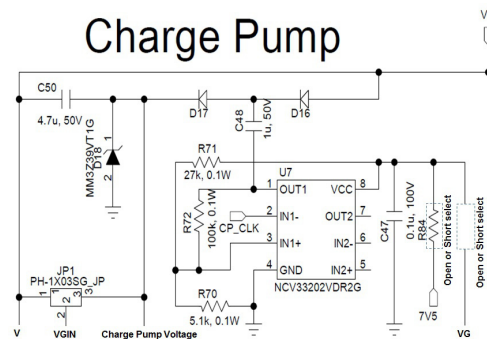 Charge Pump
V
C50
4.7u, 50V
D17
C48
1u, 50V
D16
MM3Z39VT1G
D18
1
2
R71
27k, 0.1W
U7
R72
100k, 0.1W
CP_CLK
1 OUT1 VCC 8
2 IN1- OUT2 7
3 IN1+ IN2- 6
4 GND IN2+ 5
NCV33202VDR2G
C47
0.1u, 100V
R84
Open or Short select
Open or Short select
JP1
PH-1X03SG_JP
1 2 3
R70
5.1k, 0.1W
7V5
V
VGIN
Charge Pump Voltage
VG